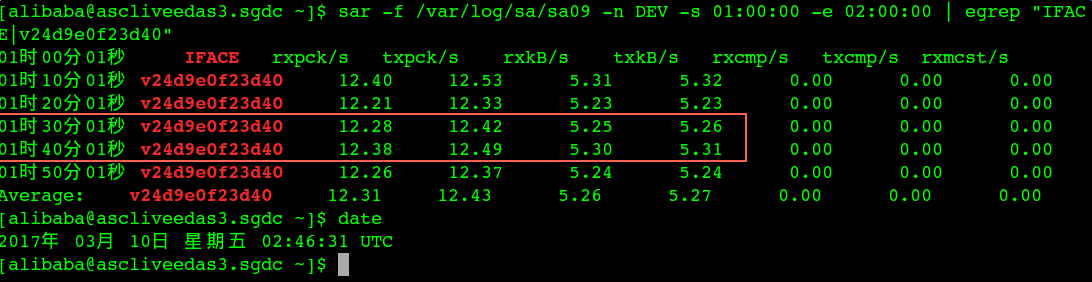 [alibaba@ascliveedas3.sgdc ~]$ sar -f /var/log/sa/sa09 -n DEV -s 01:00:00 -e 02:00:00 | egrep "IFAC
E|v24d9e0f23d40"
01时00分01秒 IFACE rxpck/s txpck/s rxkB/s txkB/s rxcmp/s txcmp/s rxmcst/s
01时10分01秒 v24d9e0f23d40 12.40 12.53 5.31 5.32 0.00 0.00 0.00
01时20分01秒 v24d9e0f23d40 12.21 12.33 5.23 5.23 0.00 0.00 0.00
01时30分01秒 v24d9e0f23d40 12.28 12.42 5.25 5.26 0.00 0.00 0.00
01时40分01秒 v24d9e0f23d40 12.38 12.49 5.30 5.31 0.00 0.00 0.00
01时50分01秒 v24d9e0f23d40 12.26 12.37 5.24 5.24 0.00 0.00 0.00
Average: v24d9e0f23d40 12.31 12.43 5.26 5.27 0.00 0.00 0.00
[alibaba@ascliveedas3.sgdc ~]$ date
2017年 03月 10日 星期五 02:46:31 UTC
[alibaba@ascliveedas3.sgdc ~]$